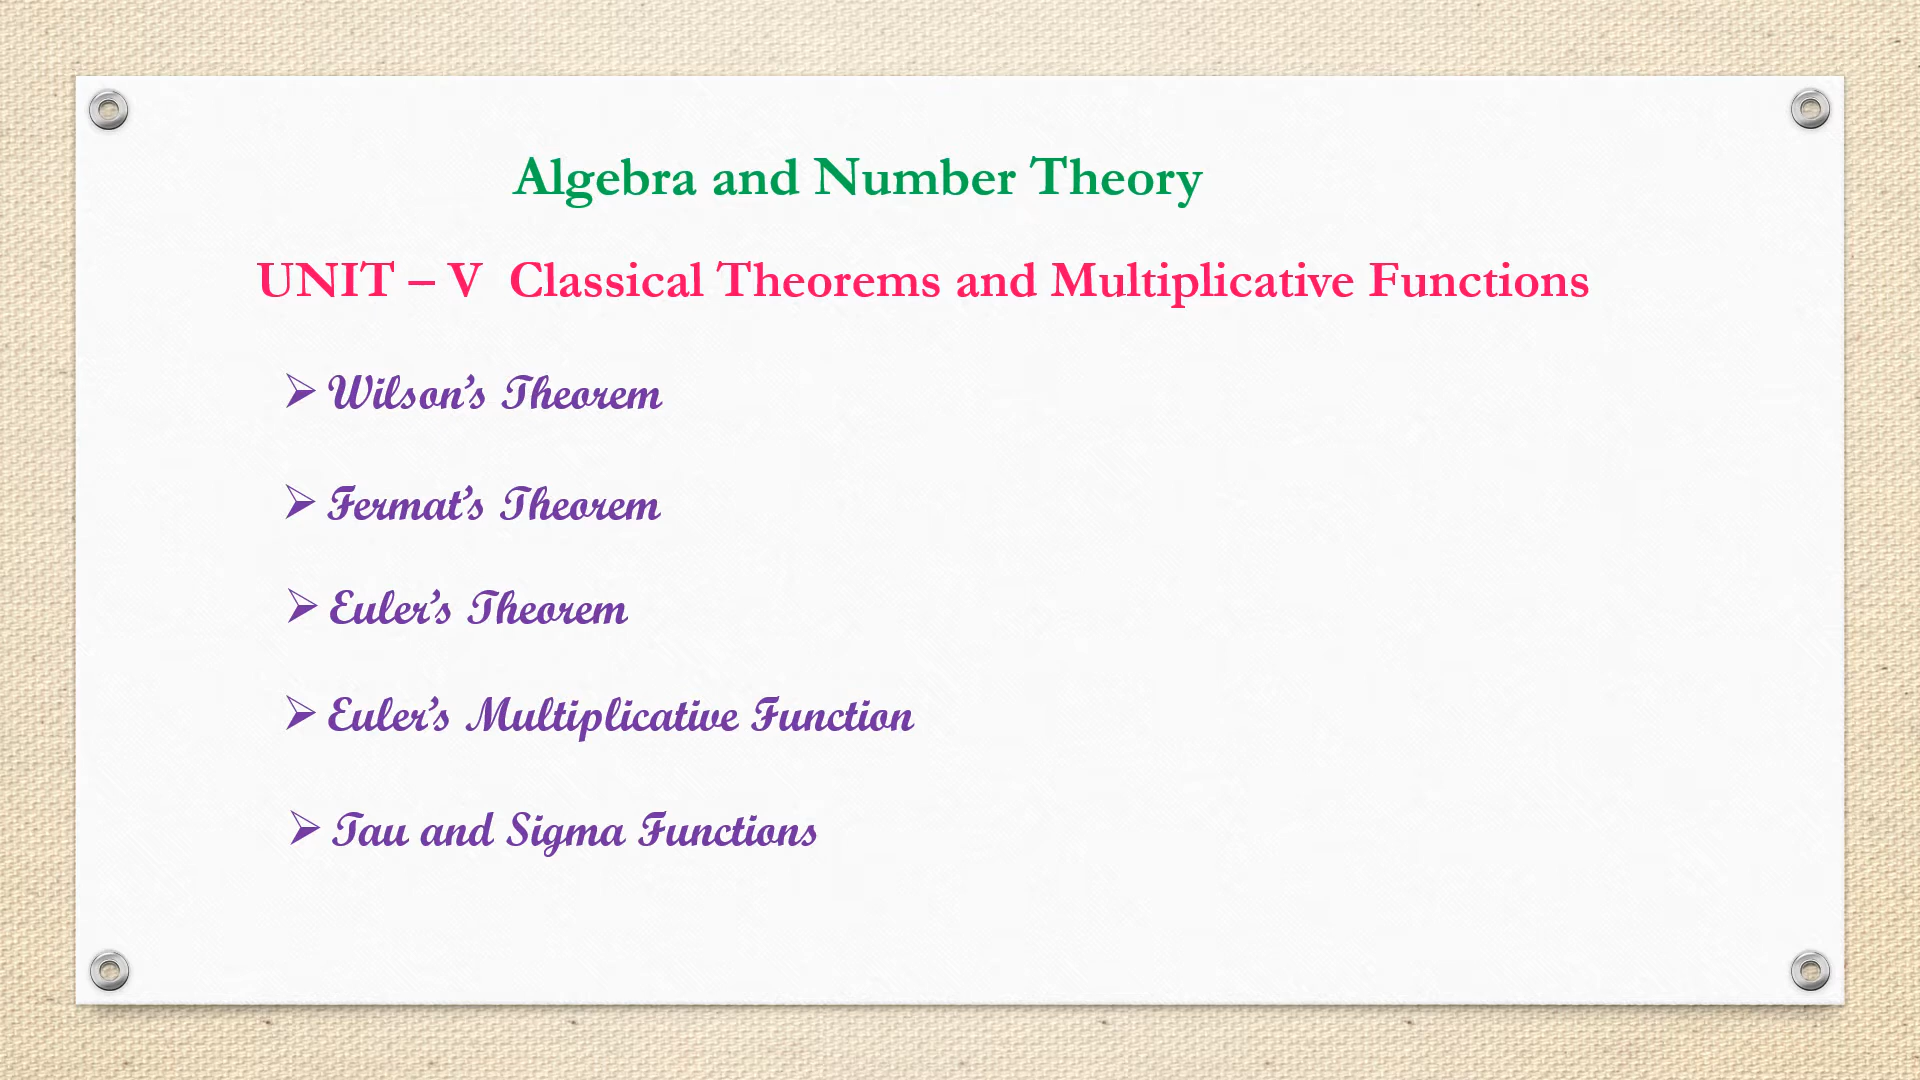 Algebra and Number Theory
UNIT – V Classical Theorems and Multiplicative Functions
➢ Wilson’s Theorem
➢ Fermat’s Theorem
➢ Euler’s Theorem
➢ Euler’s Multiplicative Function
➢ Tau and Sigma Functions